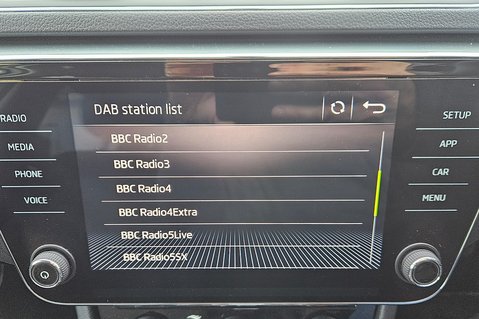 DAB station list
BBC Radio2
BBC Radio3
BBC Radio4
BBC Radio4Extra
BBC Radio5Live
BBC Radio5SX
RADIO
MEDIA
PHONE
VOICE
SETUP
APP
CAR
MENU